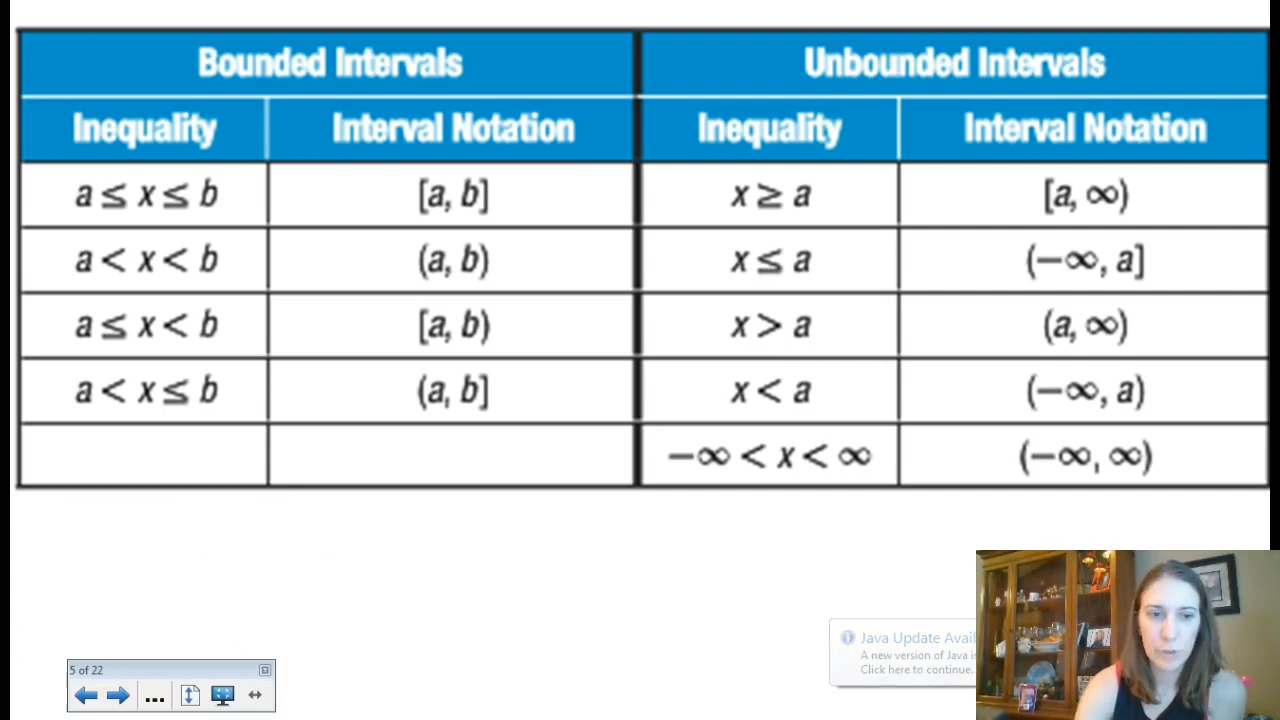 Bounded Intervals Unbounded Intervals
Inequality Interval Notation Inequality Interval Notation
a ≤ x ≤ b [a, b] x ≥ a [a, ∞)
a < x < b (a, b) x ≤ a (−∞, a]
a ≤ x < b [a, b) x > a (a, ∞)
a < x ≤ b (a, b] x < a (−∞, a)
−∞ < x < ∞ (−∞, ∞)
Java Update Avail
A new version of Java is
Click here to continue.
5 of 22